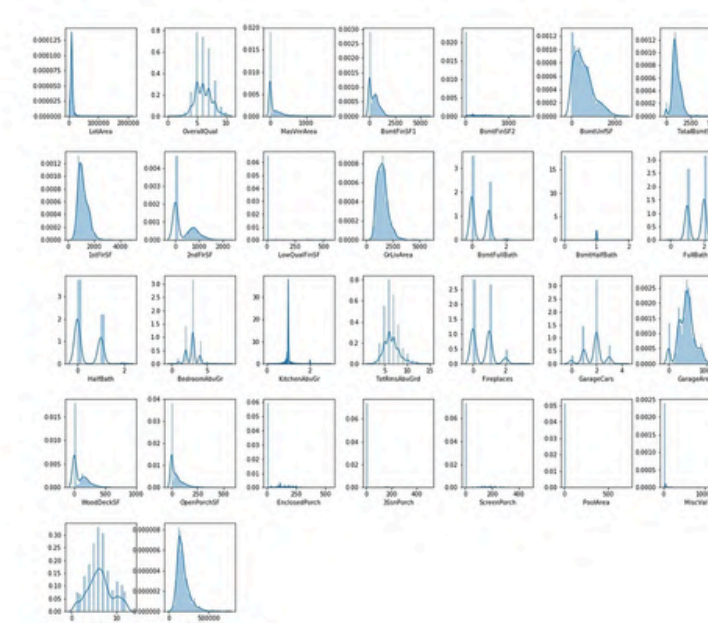 0.000125 0.8 0.020 0.0030 0.020 0.0012 0.0012
0.000100 0.6 0.015 0.0025 0.015 0.0010 0.0010
0.000075 0.4 0.010 0.0020 0.010 0.0008 0.0008
0.000050 0.2 0.005 0.0015 0.005 0.0006 0.0006
0.000025 0.0 0.000 0.0010 0.000 0.0004 0.0004
0.000000 0.0005 0.0002 0.0002
0.0000 0.0000 0.0000
0 100000 200000 0 5 10 0 1000 0 2500 5000 0 1000 0 2000 0 2500
LotArea OverallQual MasVnrArea BsmtFinSF1 BsmtFinSF2 BsmtUnfSF TotalBsmtS
0.0012 0.004 0.06 0.0008 3 15 3.0
0.0010 0.003 0.05 0.0006 2 10 2.5
0.0008 0.002 0.04 0.0004 1 5 2.0
0.0006 0.001 0.03 0.0002 0 0 1.5
0.0004 0.000 0.02 0.0000 1.0
0.0002 0.01 0.5
0.0000 0.00 0.0
0 2000 4000 0 1000 2000 0 500 0 2500 5000 0 2 0 1 2 0 2
1stFlrSF 2ndFlrSF LowQualFinSF GrLivArea BsmtFullBath BsmtHalfBath FullBath
3 3.0 30 0.8 2.5 3.0 0.0025
2 2.5 20 0.6 2.0 2.5 0.0020
1 2.0 10 0.4 1.5 2.0 0.0015
0 1.5 0 0.2 1.0 1.5 0.0010
1.0 0.0 0.5 1.0 0.0005
0.5 0.0 0.5 0.0000
0.0 0.0
0 2 0 5 0 2 5 10 15 0 2 0 2 4 0 100
HalfBath BedroomAbvGr KitchenAbvGr TotRmsAbvGrd Fireplaces GarageCars GarageAre
0.015 0.04 0.06 0.06 0.06 0.05 0.0025
0.010 0.03 0.05 0.04 0.04 0.04 0.0020
0.005 0.02 0.04 0.02 0.02 0.03 0.0015
0.000 0.01 0.03 0.00 0.00 0.02 0.0010
0.00 0.02 0.01 0.0005
0.01 0.00 0.0000
0.00
0 500 1000 0 250 500 0 500 0 200 400 0 200 400 0 500 0 1000
WoodDeckSF OpenPorchSF EnclosedPorch 3SsnPorch ScreenPorch PoolArea MiscVal
0.30 0.000008
0.25 0.000006
0.20 0.000004
0.15 0.000002
0.10 0.000000
0.05
0.00
0 10 0 500000